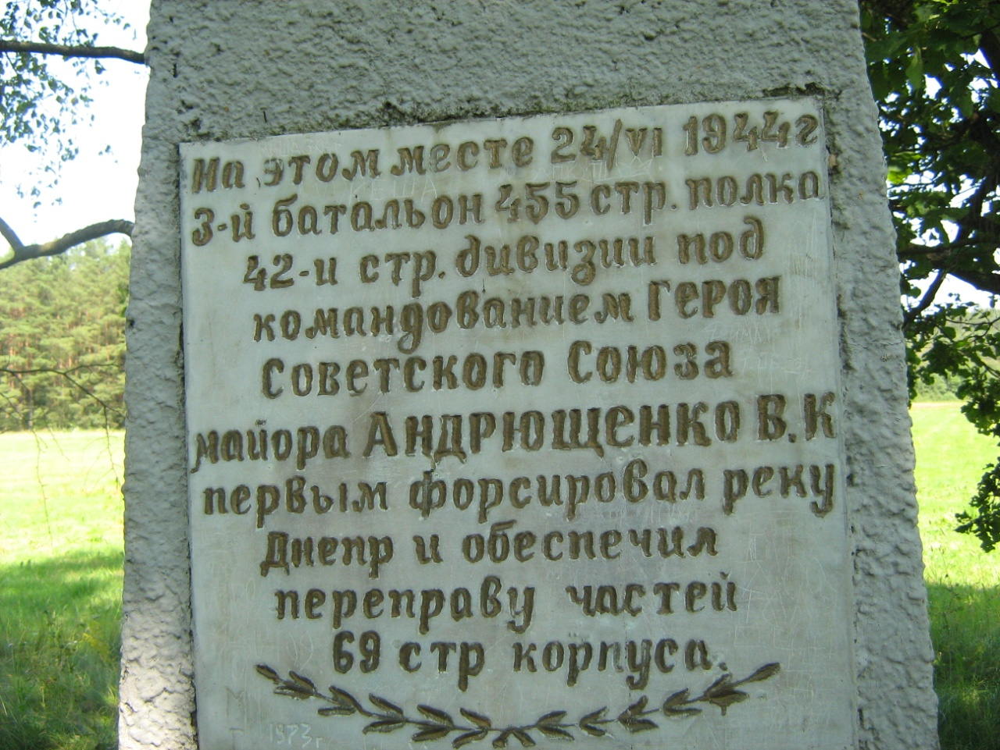 На этом месте 24/VI 1944г
3-й батальон 455 стр. полка
42-и стр. дивизии под
командованием Героя
Советского Союза
майора Андрющенко В. К
первым форсировал реку
Днепр и обеспечил
переправу частей
69 стр корпуса.
1973г